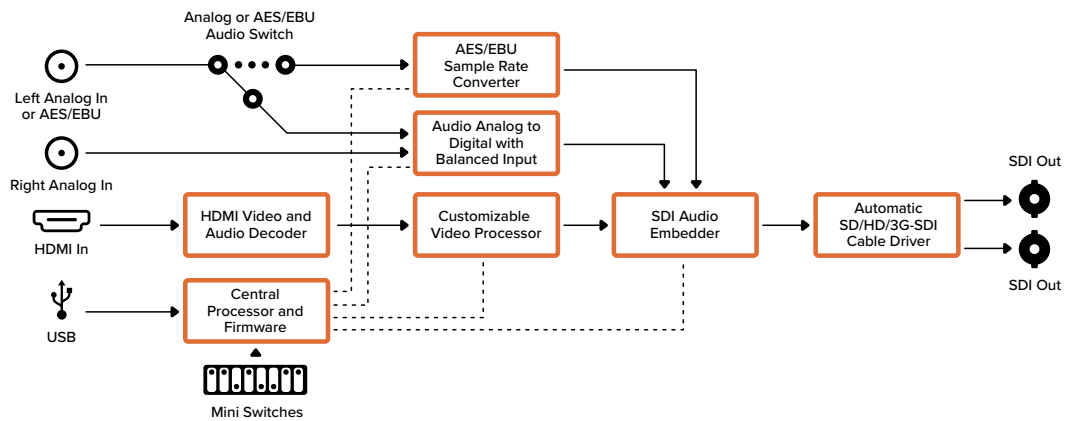 Analog or AES/EBU
Audio Switch
Left Analog In
or AES/EBU
AES/EBU
Sample Rate
Converter
Audio Analog to
Digital with
Balanced Input
Right Analog In
HDMI In
HDMI Video and
Audio Decoder
Customizable
Video Processor
SDI Audio
Embedder
Automatic
SD/HD/3G-SDI
Cable Driver
SDI Out
SDI Out
USB
Central
Processor and
Firmware
Mini Switches